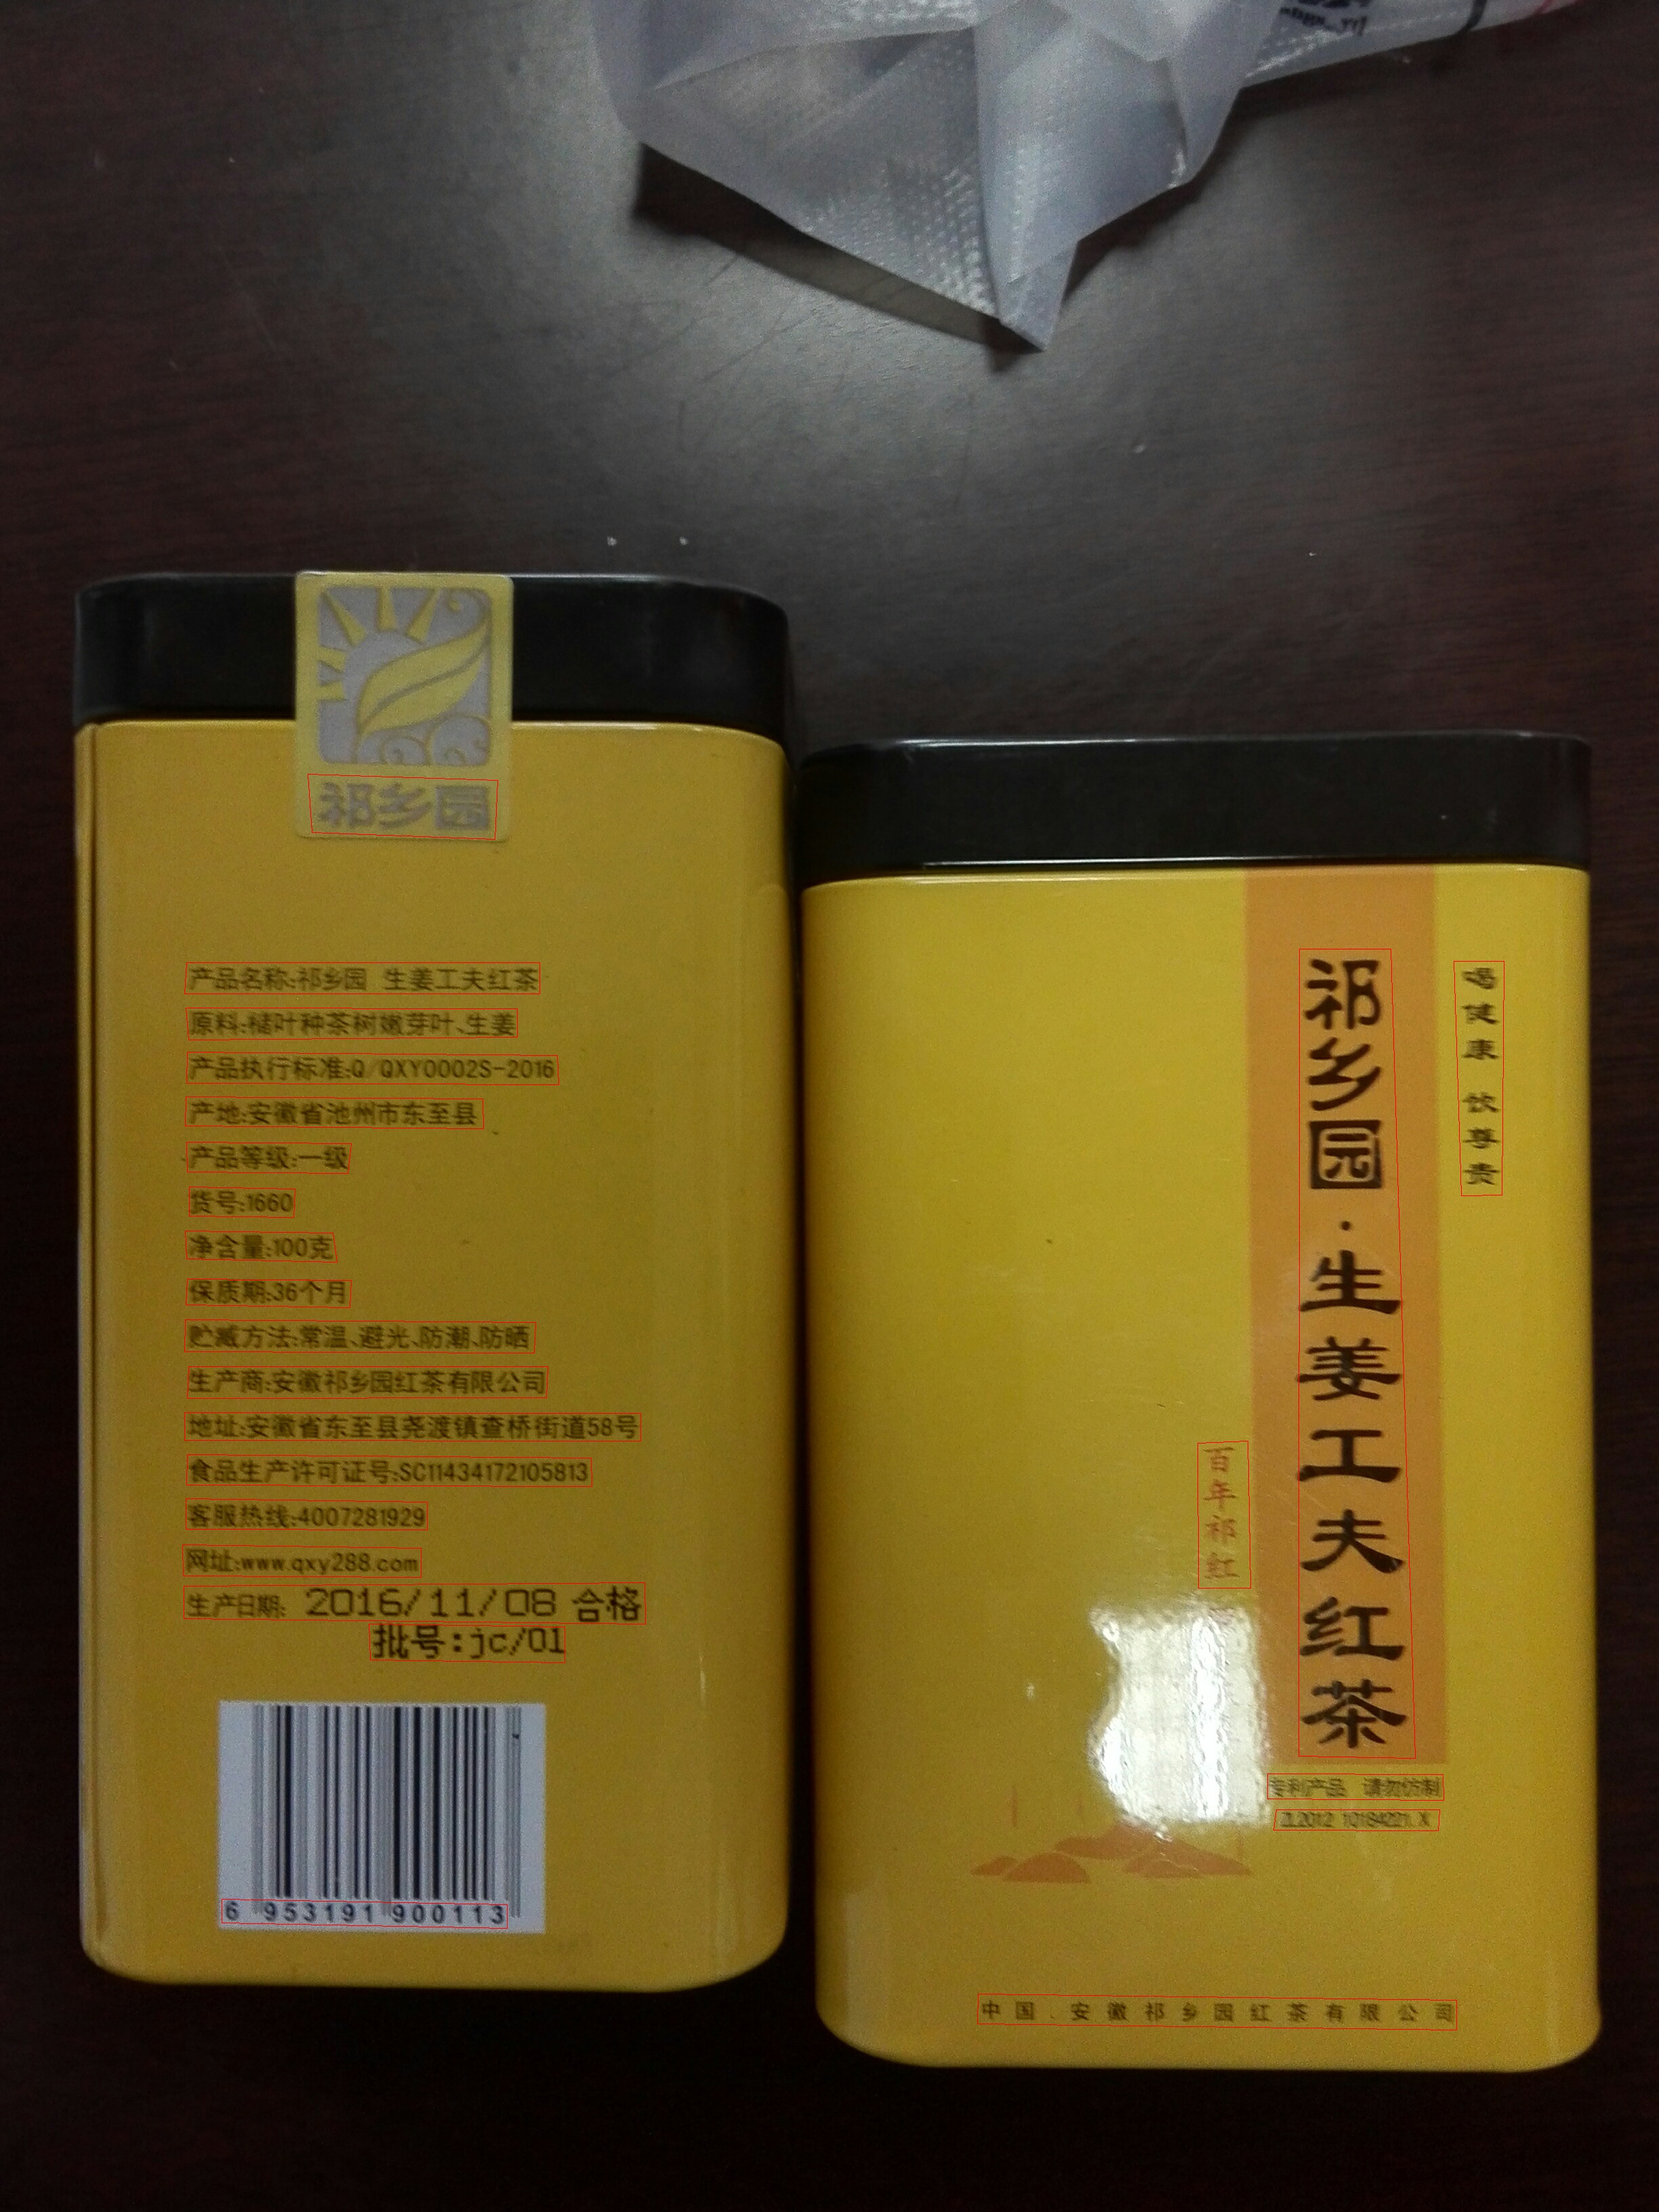 祁乡园
产品名称:祁乡园 生姜工夫红茶
原料:槠叶种茶树嫩芽叶、生姜
产品执行标准:Q/QXY0002S-2016
产地:安徽省池州市东至县
产品等级:一级
货号:1660
净含量:100克
保质期:36个月
贮藏方法:常温、避光、防潮、防晒
生产商:安徽祁乡园红茶有限公司
地址:安徽省东至县尧渡镇查桥街道58号
食品生产许可证号:SC11434172105813
客服热线:4007281929
网址:www.qxy288.com
生产日期: 2016/11/08 合格
批号:jc/01
6 953191 900113
喝健康 饮尊贵
祁乡园·生姜工夫红茶
百年祁红
专利产品 请勿仿制
ZL2012 10184221.X
中国.安徽祁乡园红茶有限公司